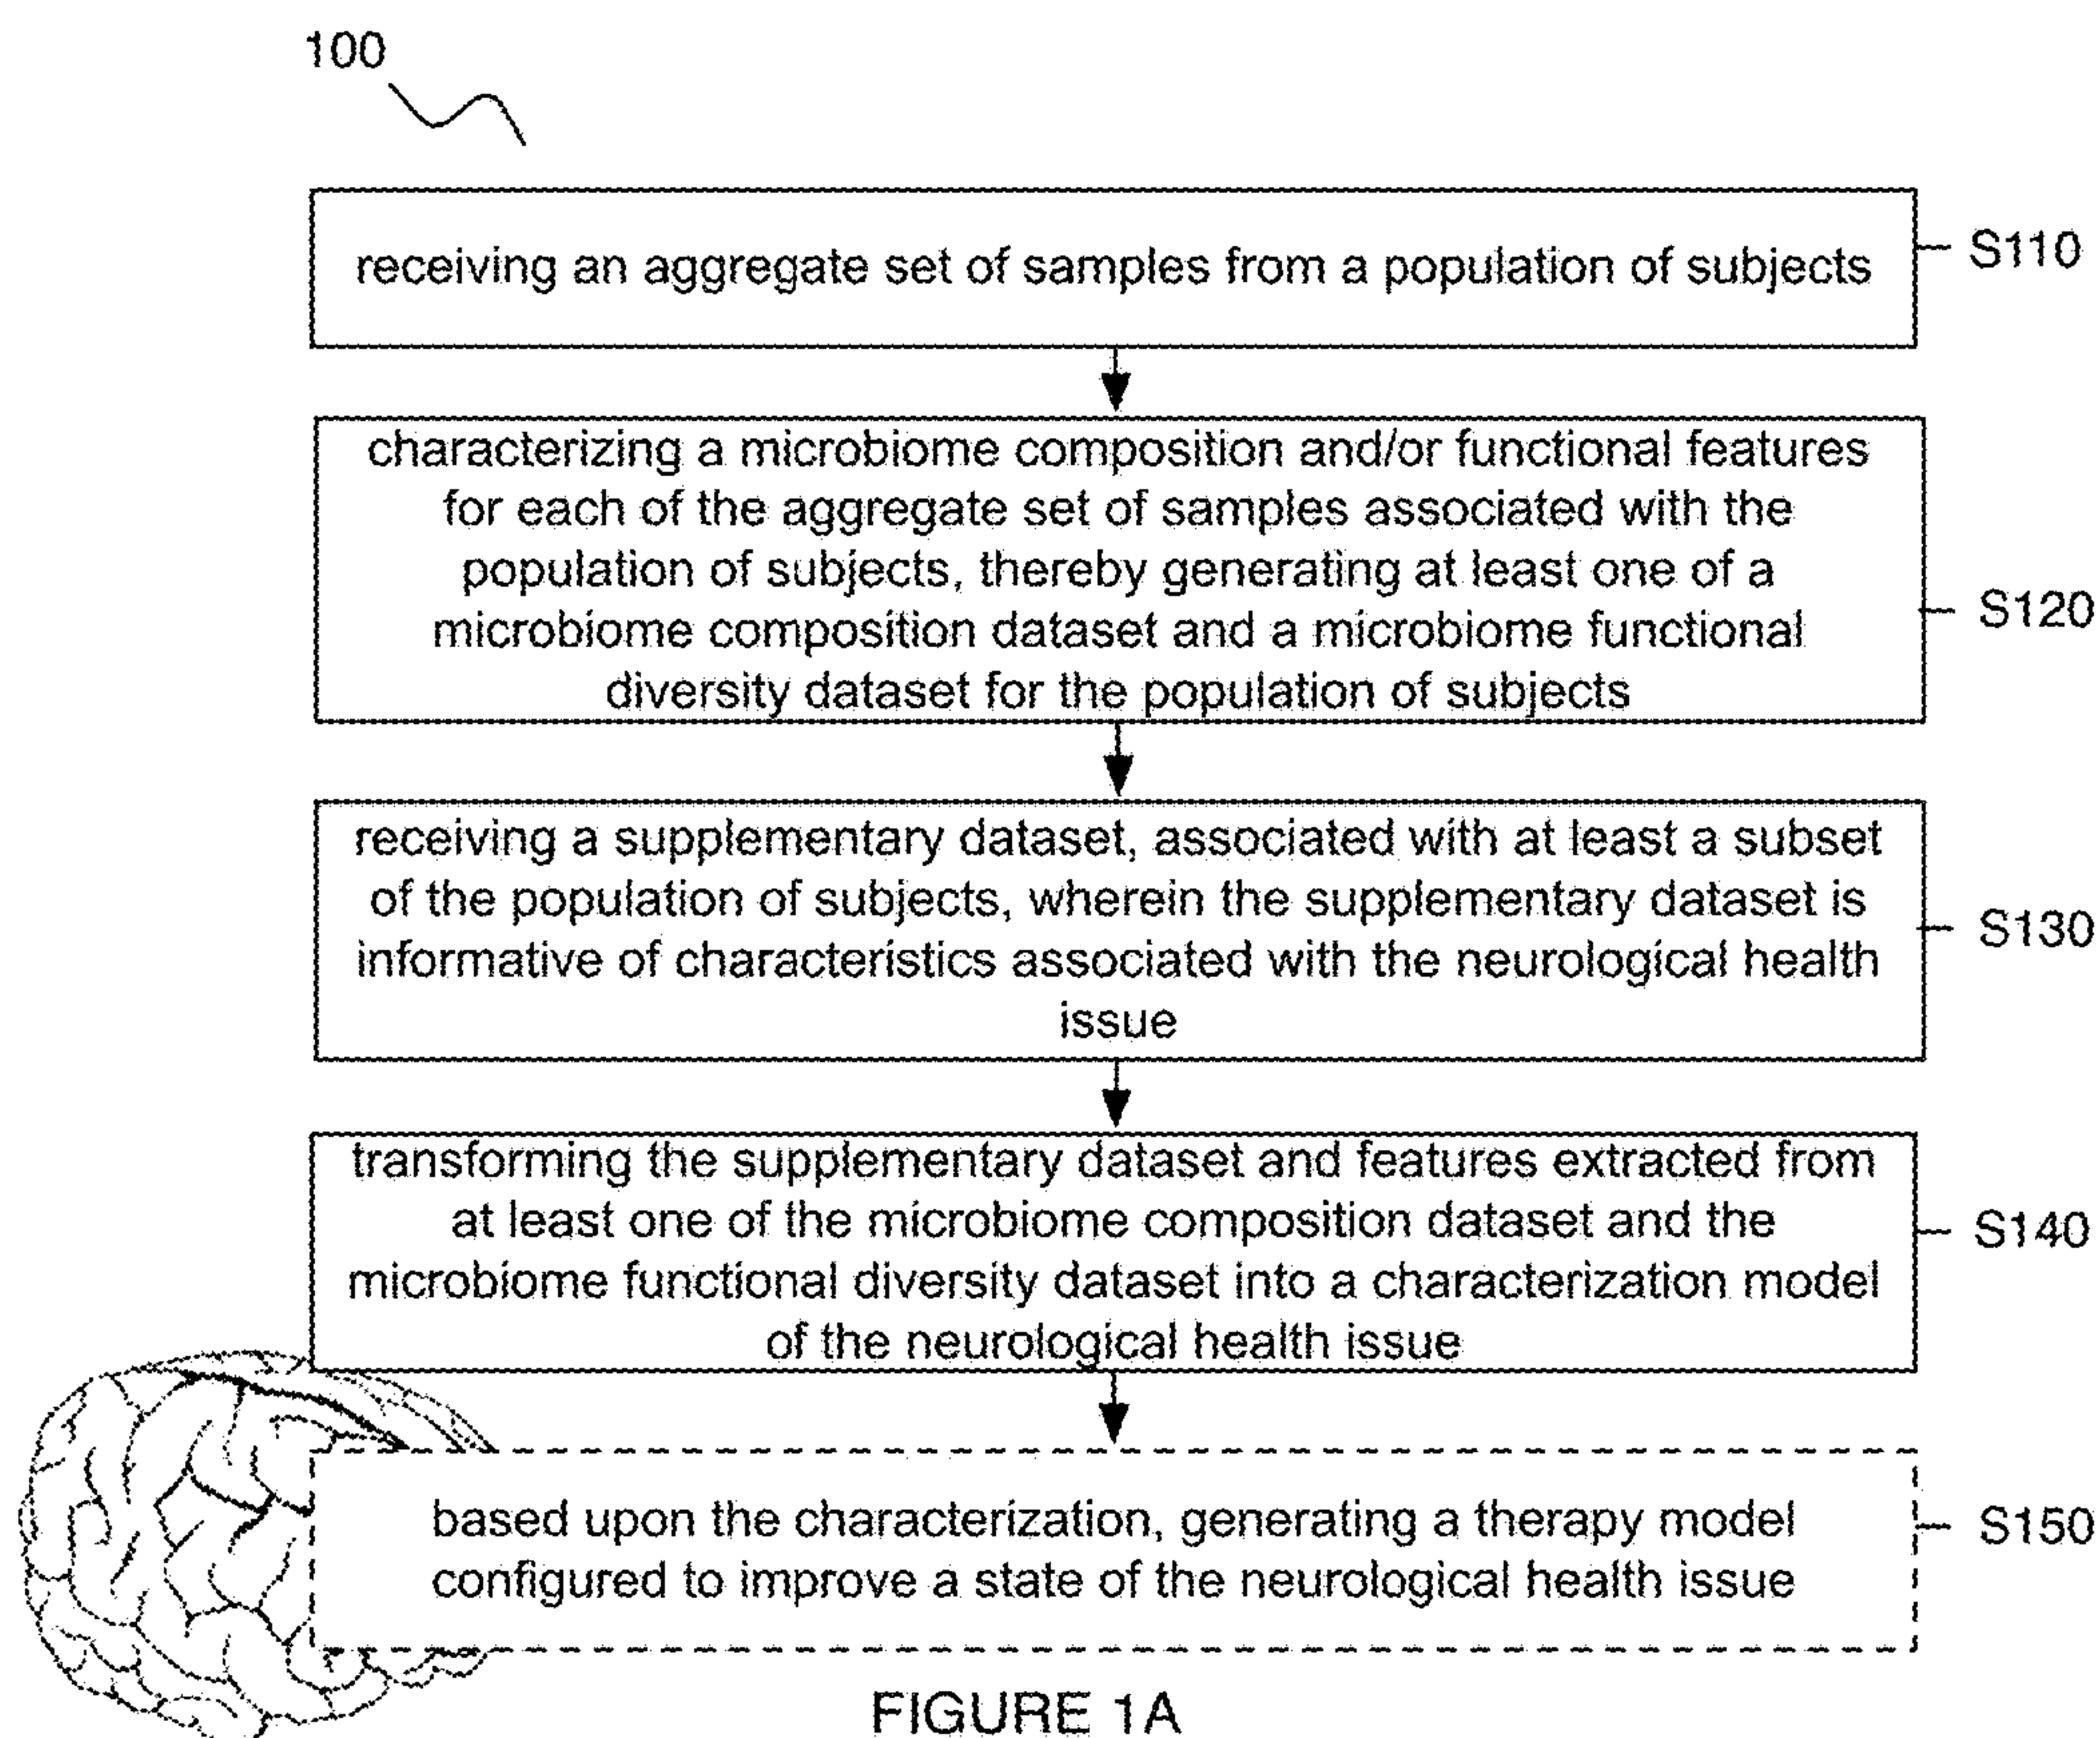 100
receiving an aggregate set of samples from a population of subjects
S110
characterizing a microbiome composition and/or functional features
for each of the aggregate set of samples associated with the
population of subjects, thereby generating at least one of a
microbiome composition dataset and a microbiome functional
diversity dataset for the population of subjects
S120
receiving a supplementary dataset, associated with at least a subset
of the population of subjects, wherein the supplementary dataset is
informative of characteristics associated with the neurological health
issue
S130
transforming the supplementary dataset and features extracted from
at least one of the microbiome composition dataset and the
microbiome functional diversity dataset into a characterization model
of the neurological health issue
S140
based upon the characterization, generating a therapy model
configured to improve a state of the neurological health issue
S150
FIGURE 1A